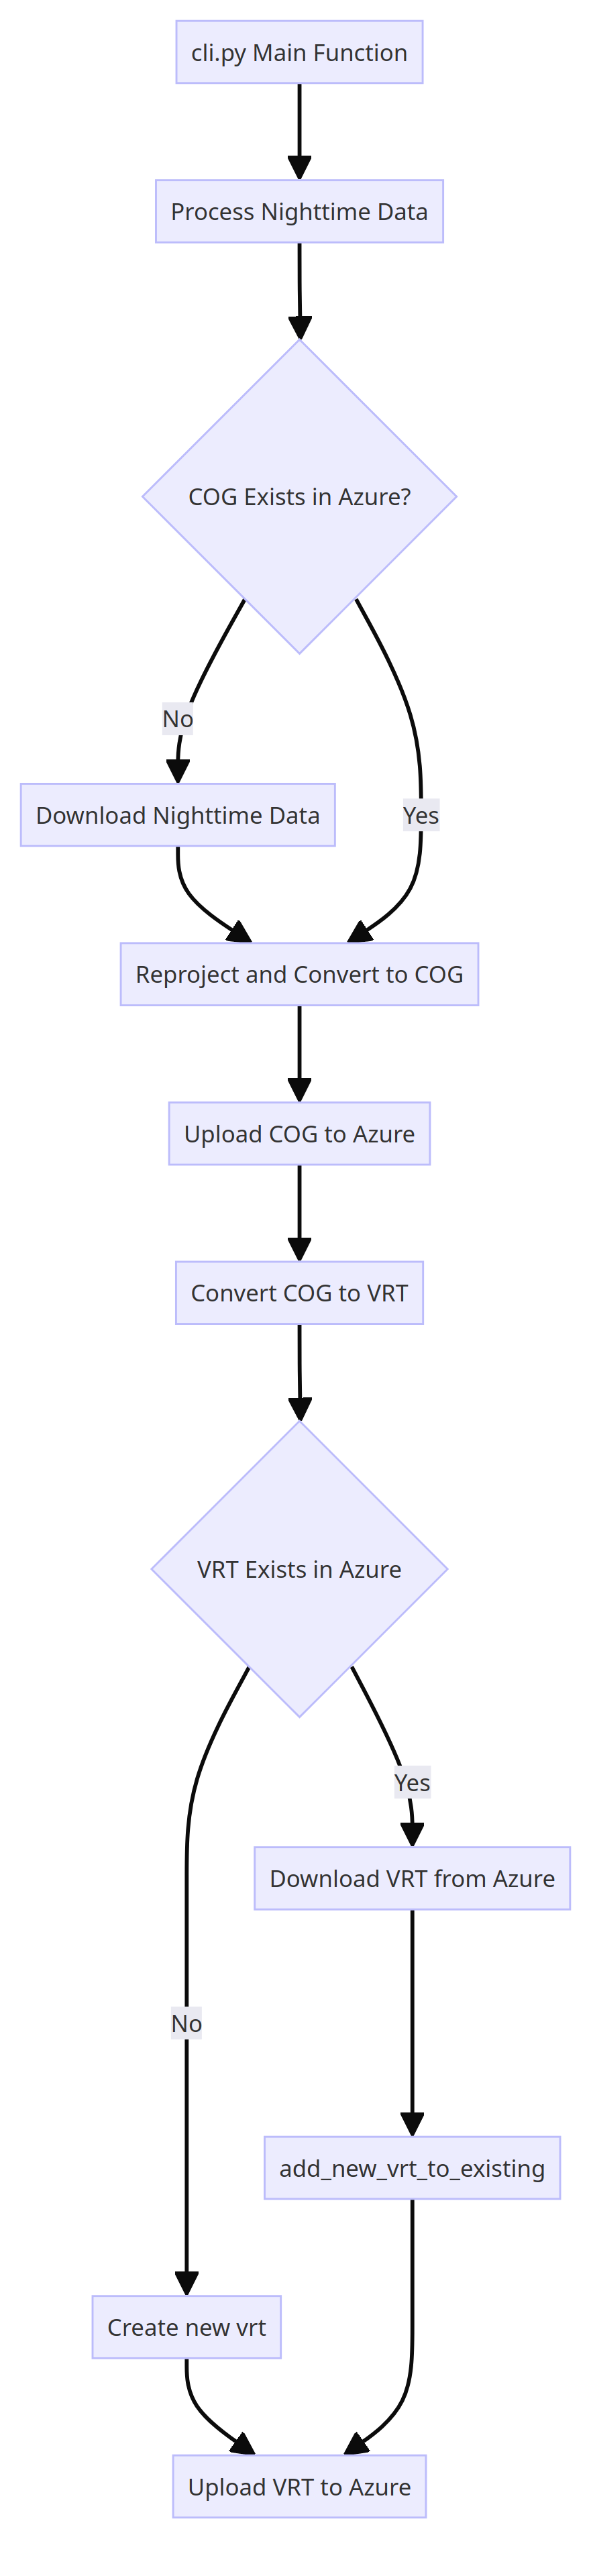 cli.py Main Function
Process Nighttime Data
COG Exists in Azure?
No
Download Nighttime Data
Yes
Reproject and Convert to COG
Upload COG to Azure
Convert COG to VRT
VRT Exists in Azure
Yes
Download VRT from Azure
No
add_new_vrt_to_existing
Create new vrt
Upload VRT to Azure